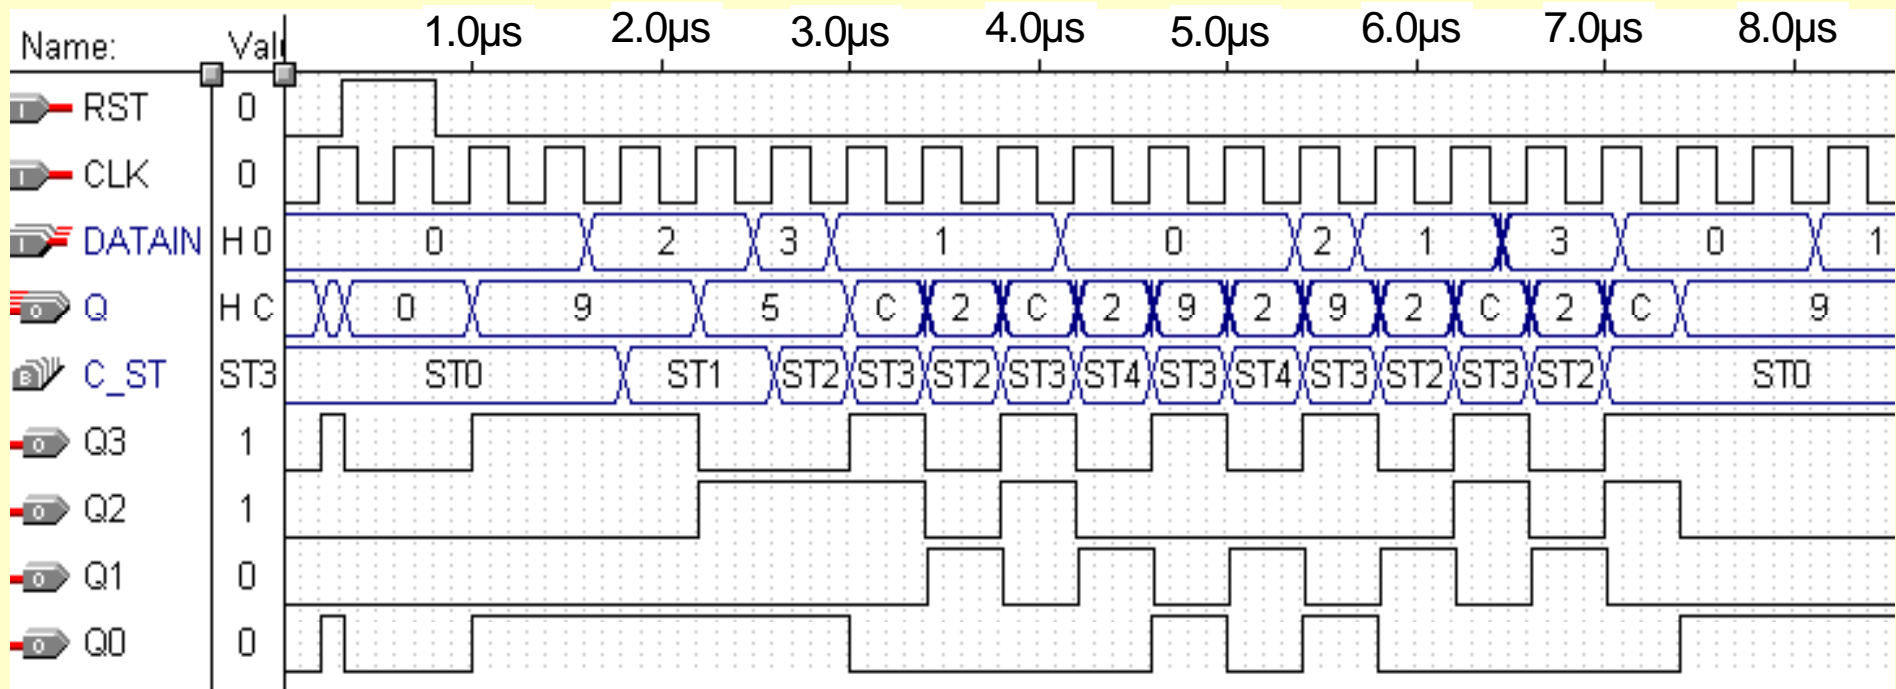 1.0µs 2.0µs 3.0µs 4.0µs 5.0µs 6.0µs 7.0µs 8.0µs
Name: Val
RST 0
CLK 0
DATAIN H 0 0 2 3 1 0 2 1 3 0 1
Q H C 0 9 5 C 2 C 2 9 2 9 2 C 2 C 9
C_ST ST3 ST0 ST1 ST2 ST3 ST2 ST3 ST4 ST3 ST4 ST3 ST2 ST3 ST2 ST0
Q3 1
Q2 1
Q1 0
Q0 0